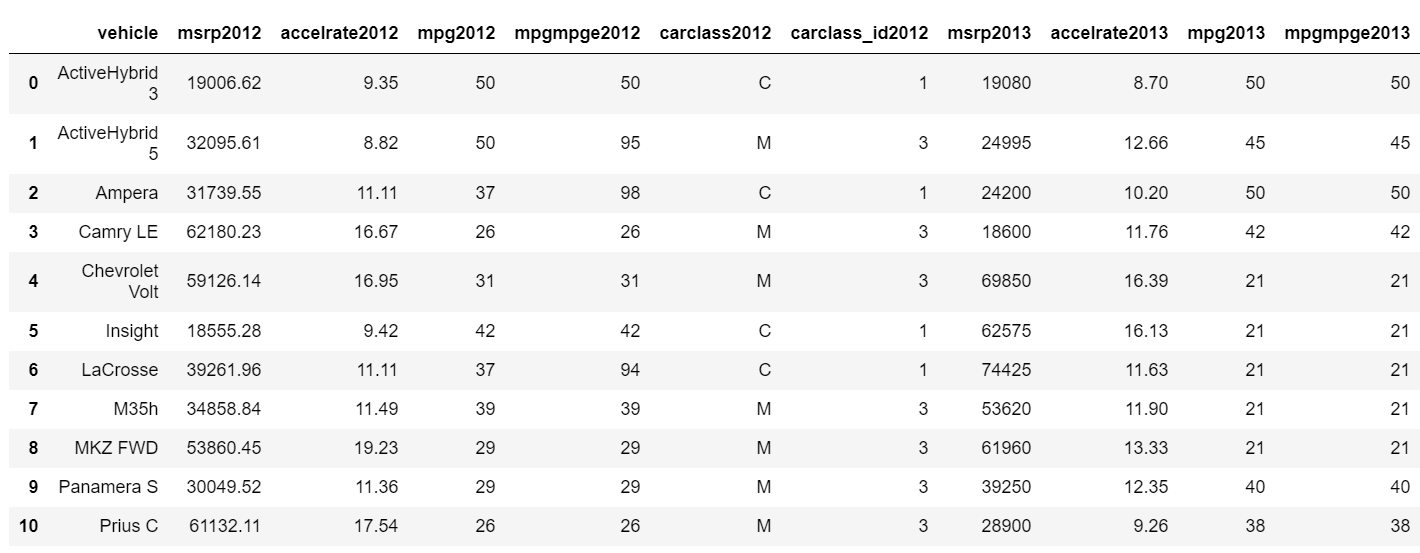 vehicle msrp2012 accelrate2012 mpg2012 mpgmpge2012 carclass2012 carclass_id2012 msrp2013 accelrate2013 mpg2013 mpgmpge2013
0 ActiveHybrid 3 19006.62 9.35 50 50 C 1 19080 8.70 50 50
1 ActiveHybrid 5 32095.61 8.82 50 95 M 3 24995 12.66 45 45
2 Ampera 31739.55 11.11 37 98 C 1 24200 10.20 50 50
3 Camry LE 62180.23 16.67 26 26 M 3 18600 11.76 42 42
4 Chevrolet Volt 59126.14 16.95 31 31 M 3 69850 16.39 21 21
5 Insight 18555.28 9.42 42 42 C 1 62575 16.13 21 21
6 LaCrosse 39261.96 11.11 37 94 C 1 74425 11.63 21 21
7 M35h 34858.84 11.49 39 39 M 3 53620 11.90 21 21
8 MKZ FWD 53860.45 19.23 29 29 M 3 61960 13.33 21 21
9 Panamera S 30049.52 11.36 29 29 M 3 39250 12.35 40 40
10 Prius C 61132.11 17.54 26 26 M 3 28900 9.26 38 38